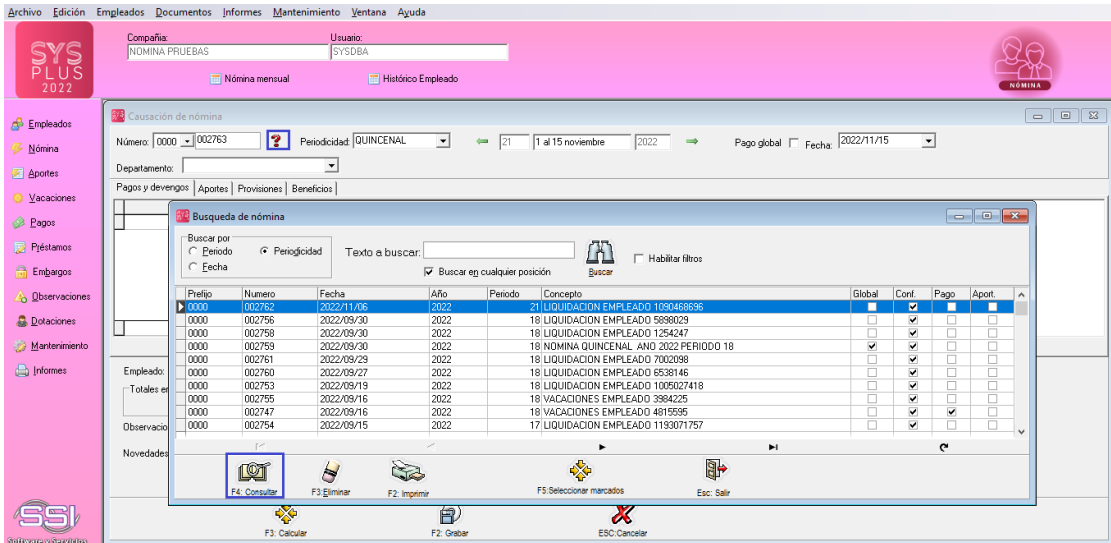 Archivo Edición Empleados Documentos Informes Mantenimiento Ventana Ayuda
SYS
PLUS
2022
Compañia: Usuario:
NOMINA PRUEBAS SYSDBA
Nómina mensual Histórico Empleado
NÓMINA
Empleados
Nómina
Aportes
Vacaciones
Pagos
Préstamos
Embargos
Observaciones
Dotaciones
Mantenimiento
Informes
SSI
Software y Servicios
Causación de nómina
Número: 0000 002763 ? Periodicidad: QUINCENAL 21 1 al 15 noviembre 2022 Pago global Fecha: 2022/11/15
Departamento:
Pagos y devengos Aportes Provisiones Beneficios
Busqueda de nómina
Buscar por
Periodo Periodicidad
Fecha
Texto a buscar:
Buscar en cualquier posición
Buscar
Habilitar filtros
Prefijo Numero Fecha Año Periodo Concepto Global Conf. Pago Aport.
0000 002762 2022/11/06 2022 21 LIQUIDACION EMPLEADO 1090468696
0000 002756 2022/09/30 2022 18 LIQUIDACION EMPLEADO 5898029
0000 002758 2022/09/30 2022 18 LIQUIDACION EMPLEADO 1254247
0000 002759 2022/09/30 2022 18 NOMINA QUINCENAL ANO 2022 PERIODO 18
0000 002761 2022/09/29 2022 18 LIQUIDACION EMPLEADO 7002098
0000 002760 2022/09/27 2022 18 LIQUIDACION EMPLEADO 6538146
0000 002753 2022/09/19 2022 18 LIQUIDACION EMPLEADO 1005027418
0000 002755 2022/09/16 2022 18 VACACIONES EMPLEADO 3984225
0000 002747 2022/09/16 2022 18 VACACIONES EMPLEADO 4815595
0000 002754 2022/09/15 2022 17 LIQUIDACION EMPLEADO 1193071757
F4: Consultar F3:Eliminar F2: Imprimir F5:Seleccionar marcados Esc: Salir
Empleado:
Totales en
Observacio
Novedades
F3: Calcular F2: Grabar ESC:Cancelar